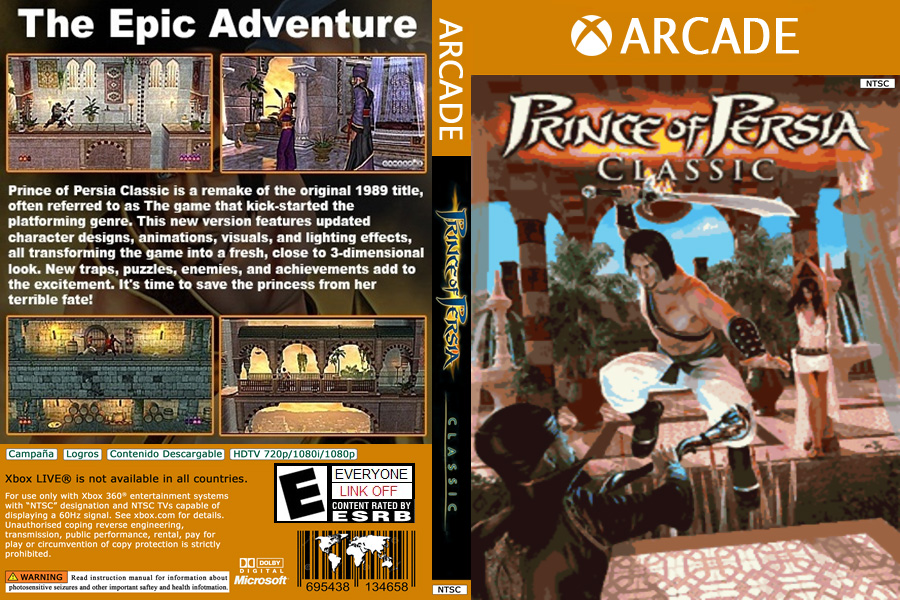 The Epic Adventure
Prince of Persia Classic is a remake of the original 1989 title,
often referred to as The game that kick-started the
platforming genre. This new version features updated
character designs, animations, visuals, and lighting effects,
all transforming the game into a fresh, close to 3-dimensional
look. New traps, puzzles, enemies, and achievements add to
the excitement. It's time to save the princess from her
terrible fate!
Campaña Logros Contenido Descargable HDTV 720p/1080i/1080p
Xbox LIVE® is not available in all countries.
For use only with Xbox 360® entertainment systems
with "NTSC" designation and NTSC TVs capable of
displaying a 60Hz signal. See xbox.com for details.
Unauthorised coping reverse engineering,
transmission, public performance, rental, pay for
play or circumvention of copy protection is strictly
prohibited.
WARNING Read instruction manual for information about
photosensitive seizures and other important saftey and health infotmation.
E
EVERYONE
LINK OFF
CONTENT RATED BY
ESRB
DOLBY
DIGITAL
Microsoft®
695438 134658
ARCADE
PRINCE OF PERSIA
CLASSIC
NTSC
ARCADE
NTSC
PRINCE OF PERSIA
CLASSIC